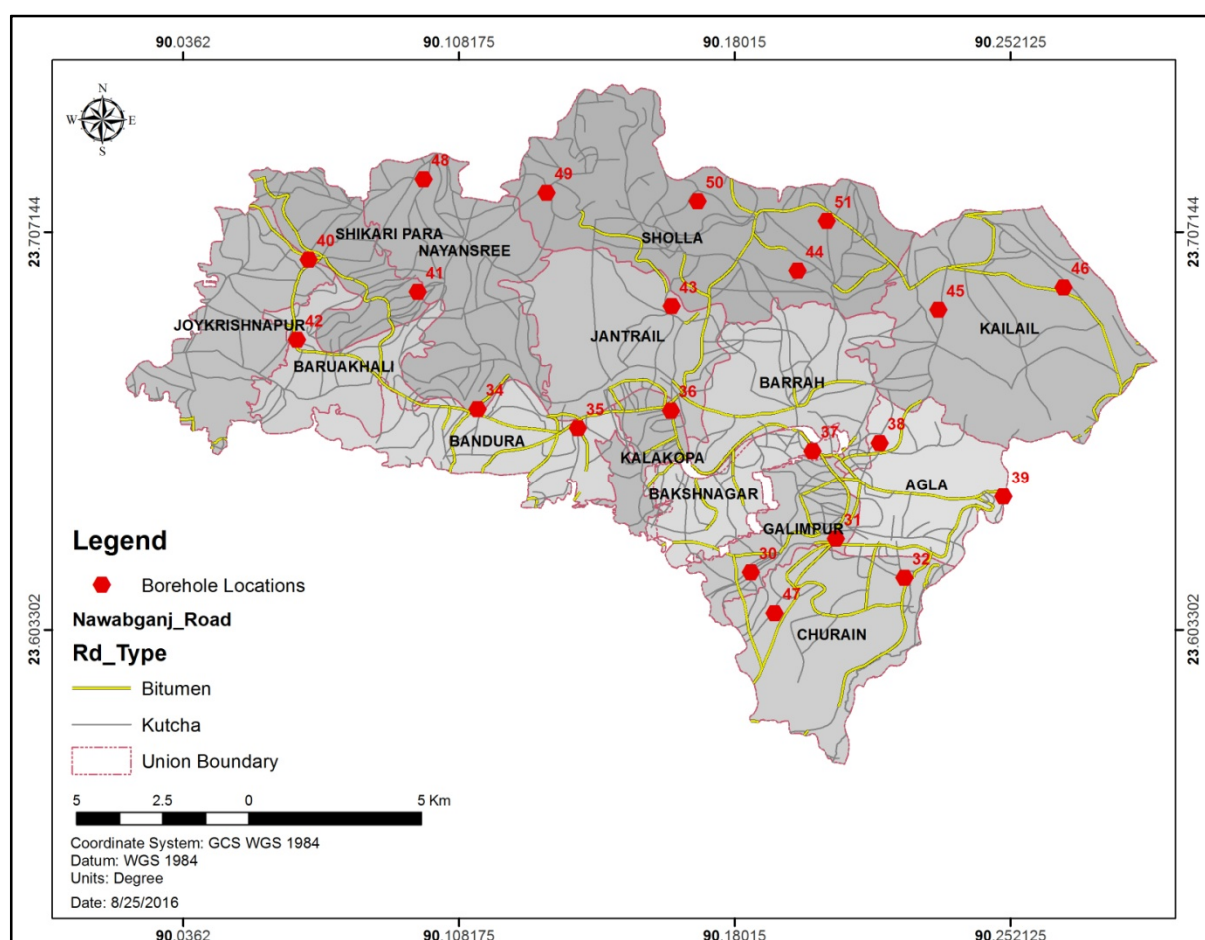 90.0362 90.108175 90.18015 90.252125
N
W E
S
48
49
50
51
23.707144 23.707144
SHIKARI PARA
SHOLLA
40
NAYANSREE
44
41
46
43
45
JOYKRISHNAPUR
42
JANTRAIL
KAILAIL
BARUAKHALI
BARRAH
34
36
35
37
38
BANDURA
KALAKOPA
AGLA
39
BAKSHNAGAR
31
GALIMPUR
30
32
47
CHURAIN
23.603302 23.603302
Legend
Borehole Locations
Nawabganj_Road
Rd_Type
Bitumen
Kutcha
Union Boundary
5 2.5 0 5 Km
Coordinate System: GCS WGS 1984
Datum: WGS 1984
Units: Degree
Date: 8/25/2016
90.0362 90.108175 90.18015 90.252125